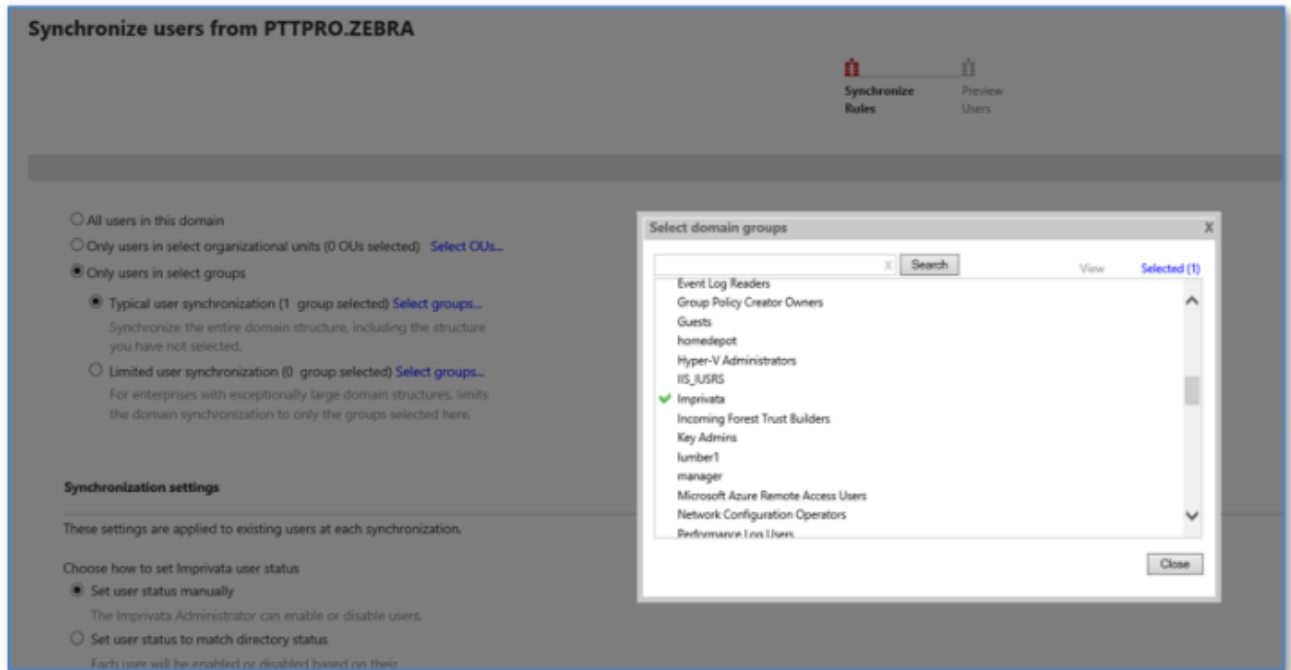 Synchronize users from PTTPRO.ZEBRA
Synchronize Rules
Preview Users
All users in this domain
Only users in select organizational units (0 OUs selected) Select OUs...
Only users in select groups
Typical user synchronization (1 group selected) Select groups...
Synchronize the entire domain structure, including the structure
you have not selected.
Limited user synchronization (0 group selected) Select groups...
For enterprises with exceptionally large domain structures, limits
the domain synchronization to only the groups selected here.
Synchronization settings
These settings are applied to existing users at each synchronization.
Choose how to set Imprivata user status
Set user status manually
The Imprivata Administrator can enable or disable users.
Set user status to match directory status
Each user will be enabled or disabled based on their
Select domain groups X
X Search View Selected (1)
Event Log Readers
Group Policy Creator Owners
Guests
homedepot
Hyper-V Administrators
IIS_IUSRS
Imprivata
Incoming Forest Trust Builders
Key Admins
lumber1
manager
Microsoft Azure Remote Access Users
Network Configuration Operators
Performance Log Users
Close